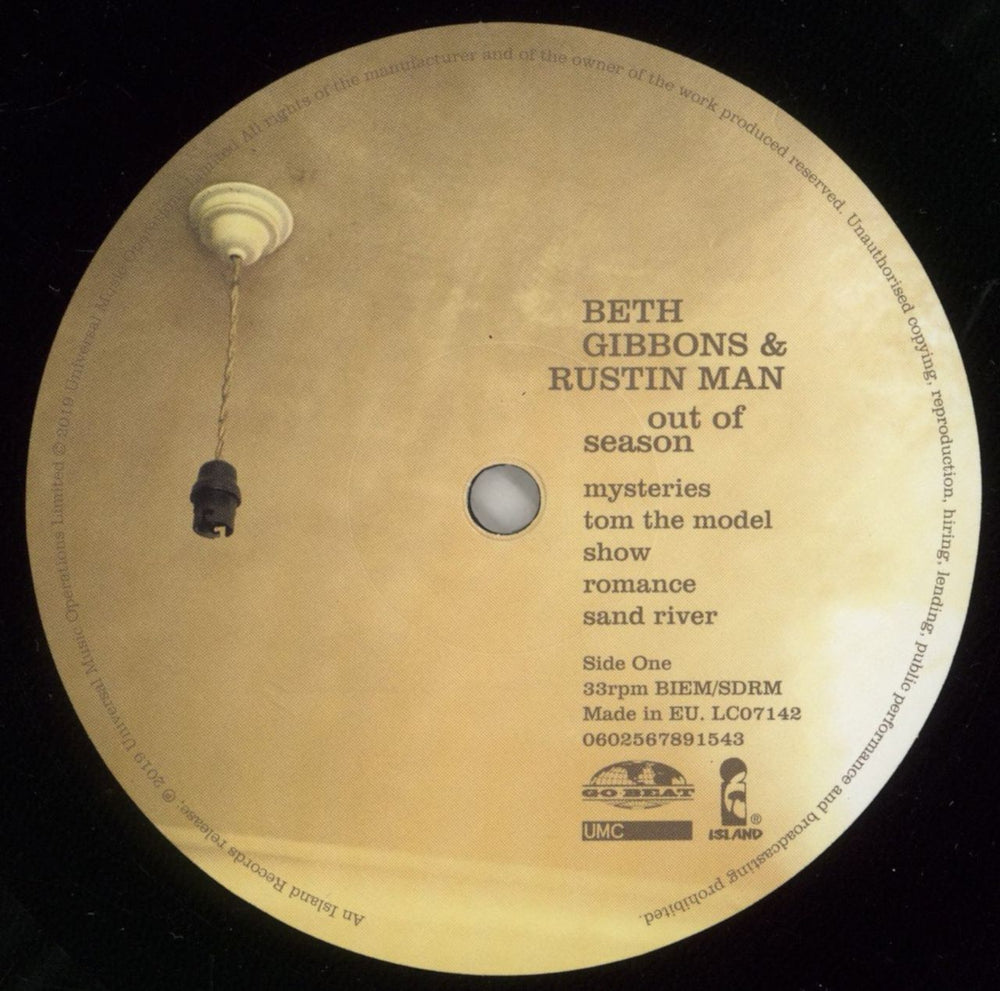 BETH
GIBBONS &
RUSTIN MAN
out of
season
mysteries
tom the model
show
romance
sand river
Side One
33rpm BIEM/SDRM
Made in EU. LC07142
0602567891543
GO BEAT
UMC
ISLAND®
An Island Records release, ℗ 2019 Universal Music Operations Limited © 2019 Universal Music Operations Limited All rights of the manufacturer and of the owner of the work produced reserved. Unauthorised copying, reproduction, hiring, lending, public performance and broadcasting prohibited.